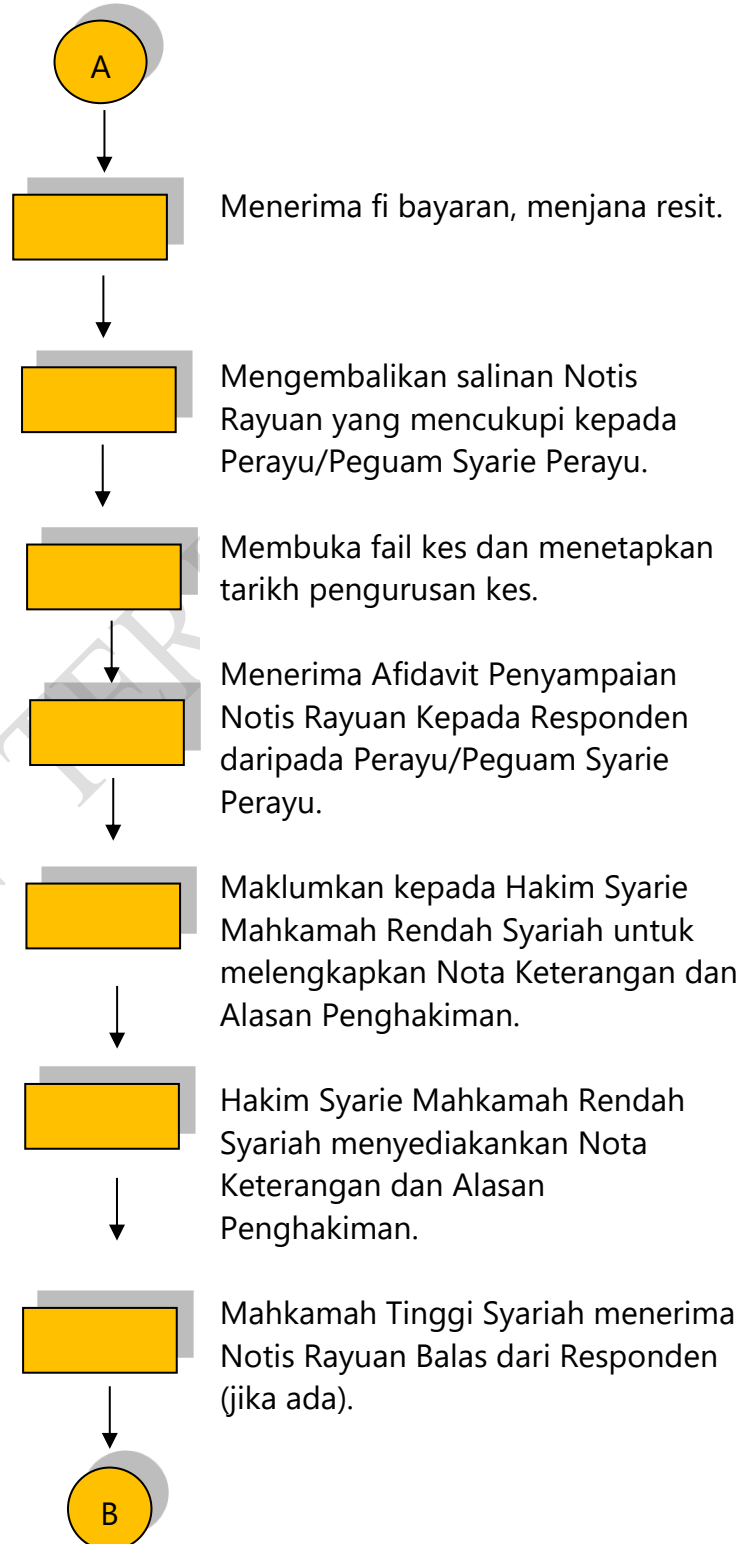 A
Menerima fi bayaran, menjana resit.
Mengembalikan salinan Notis
Rayuan yang mencukupi kepada
Perayu/Peguam Syarie Perayu.
Membuka fail kes dan menetapkan
tarikh pengurusan kes.
Menerima Afidavit Penyampaian
Notis Rayuan Kepada Responden
daripada Perayu/Peguam Syarie
Perayu.
Maklumkan kepada Hakim Syarie
Mahkamah Rendah Syariah untuk
melengkapkan Nota Keterangan dan
Alasan Penghakiman.
Hakim Syarie Mahkamah Rendah
Syariah menyediakankan Nota
Keterangan dan Alasan
Penghakiman.
Mahkamah Tinggi Syariah menerima
Notis Rayuan Balas dari Responden
(jika ada).
B